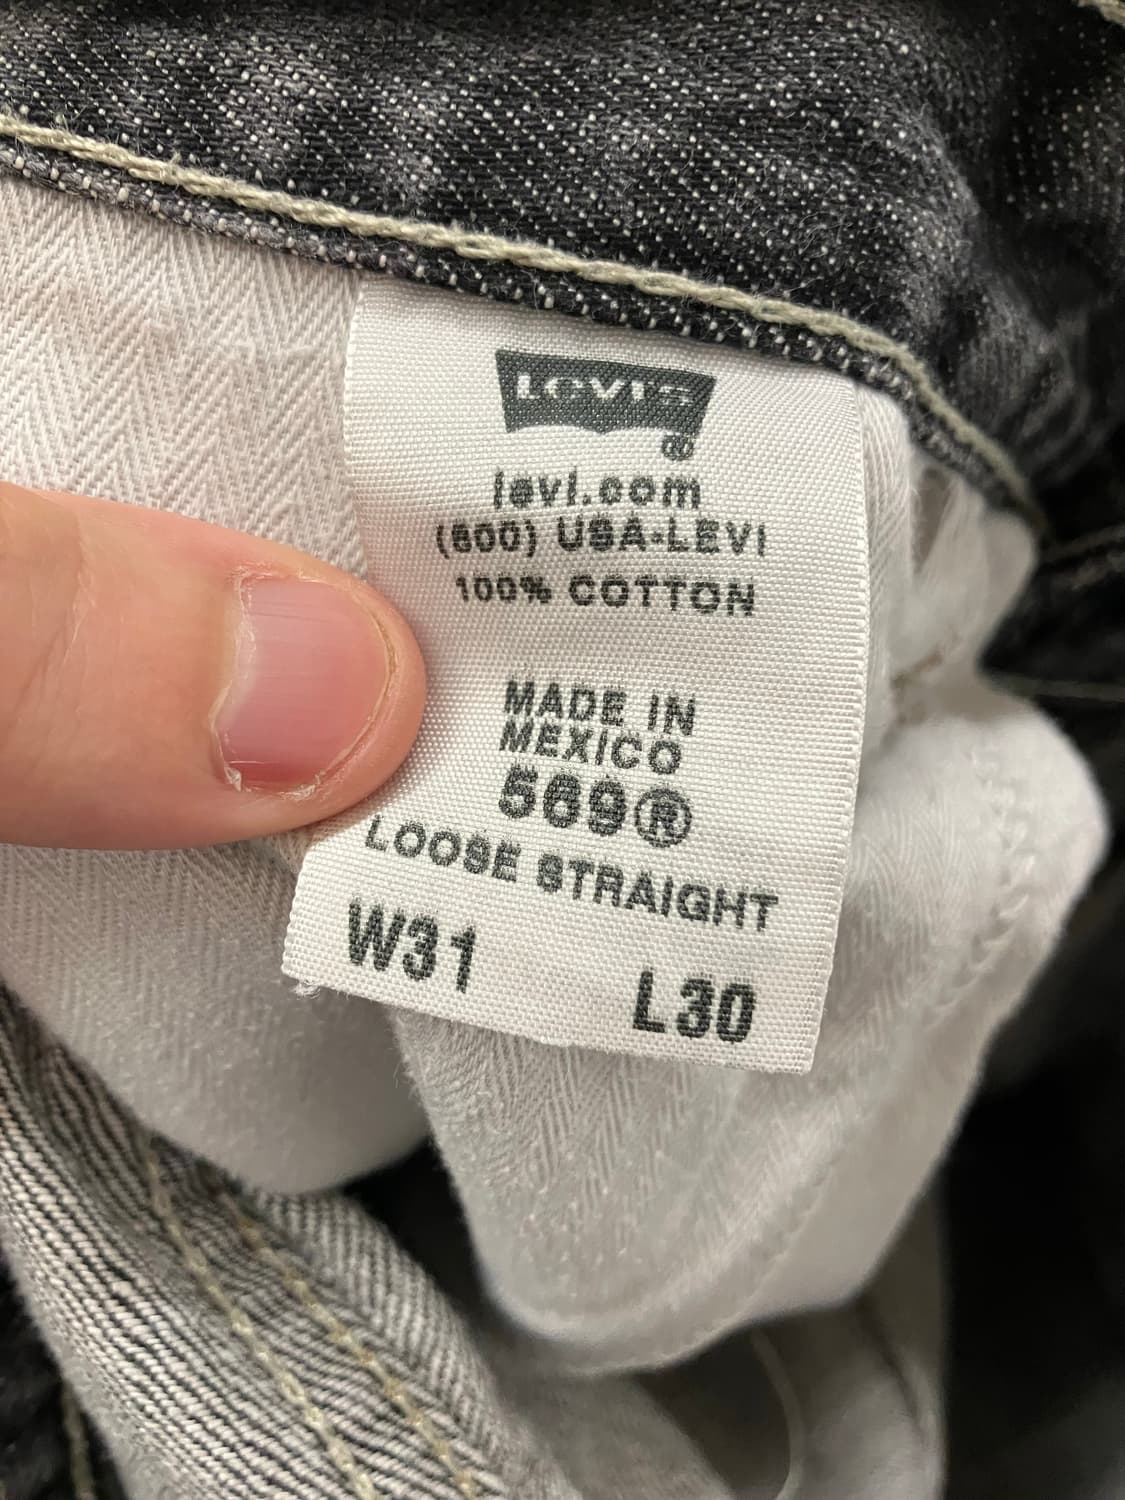 LEVI'S
®
levi.com
(800) USA-LEVI
100% COTTON
MADE IN
MEXICO
569®
LOOSE STRAIGHT
W31 L30